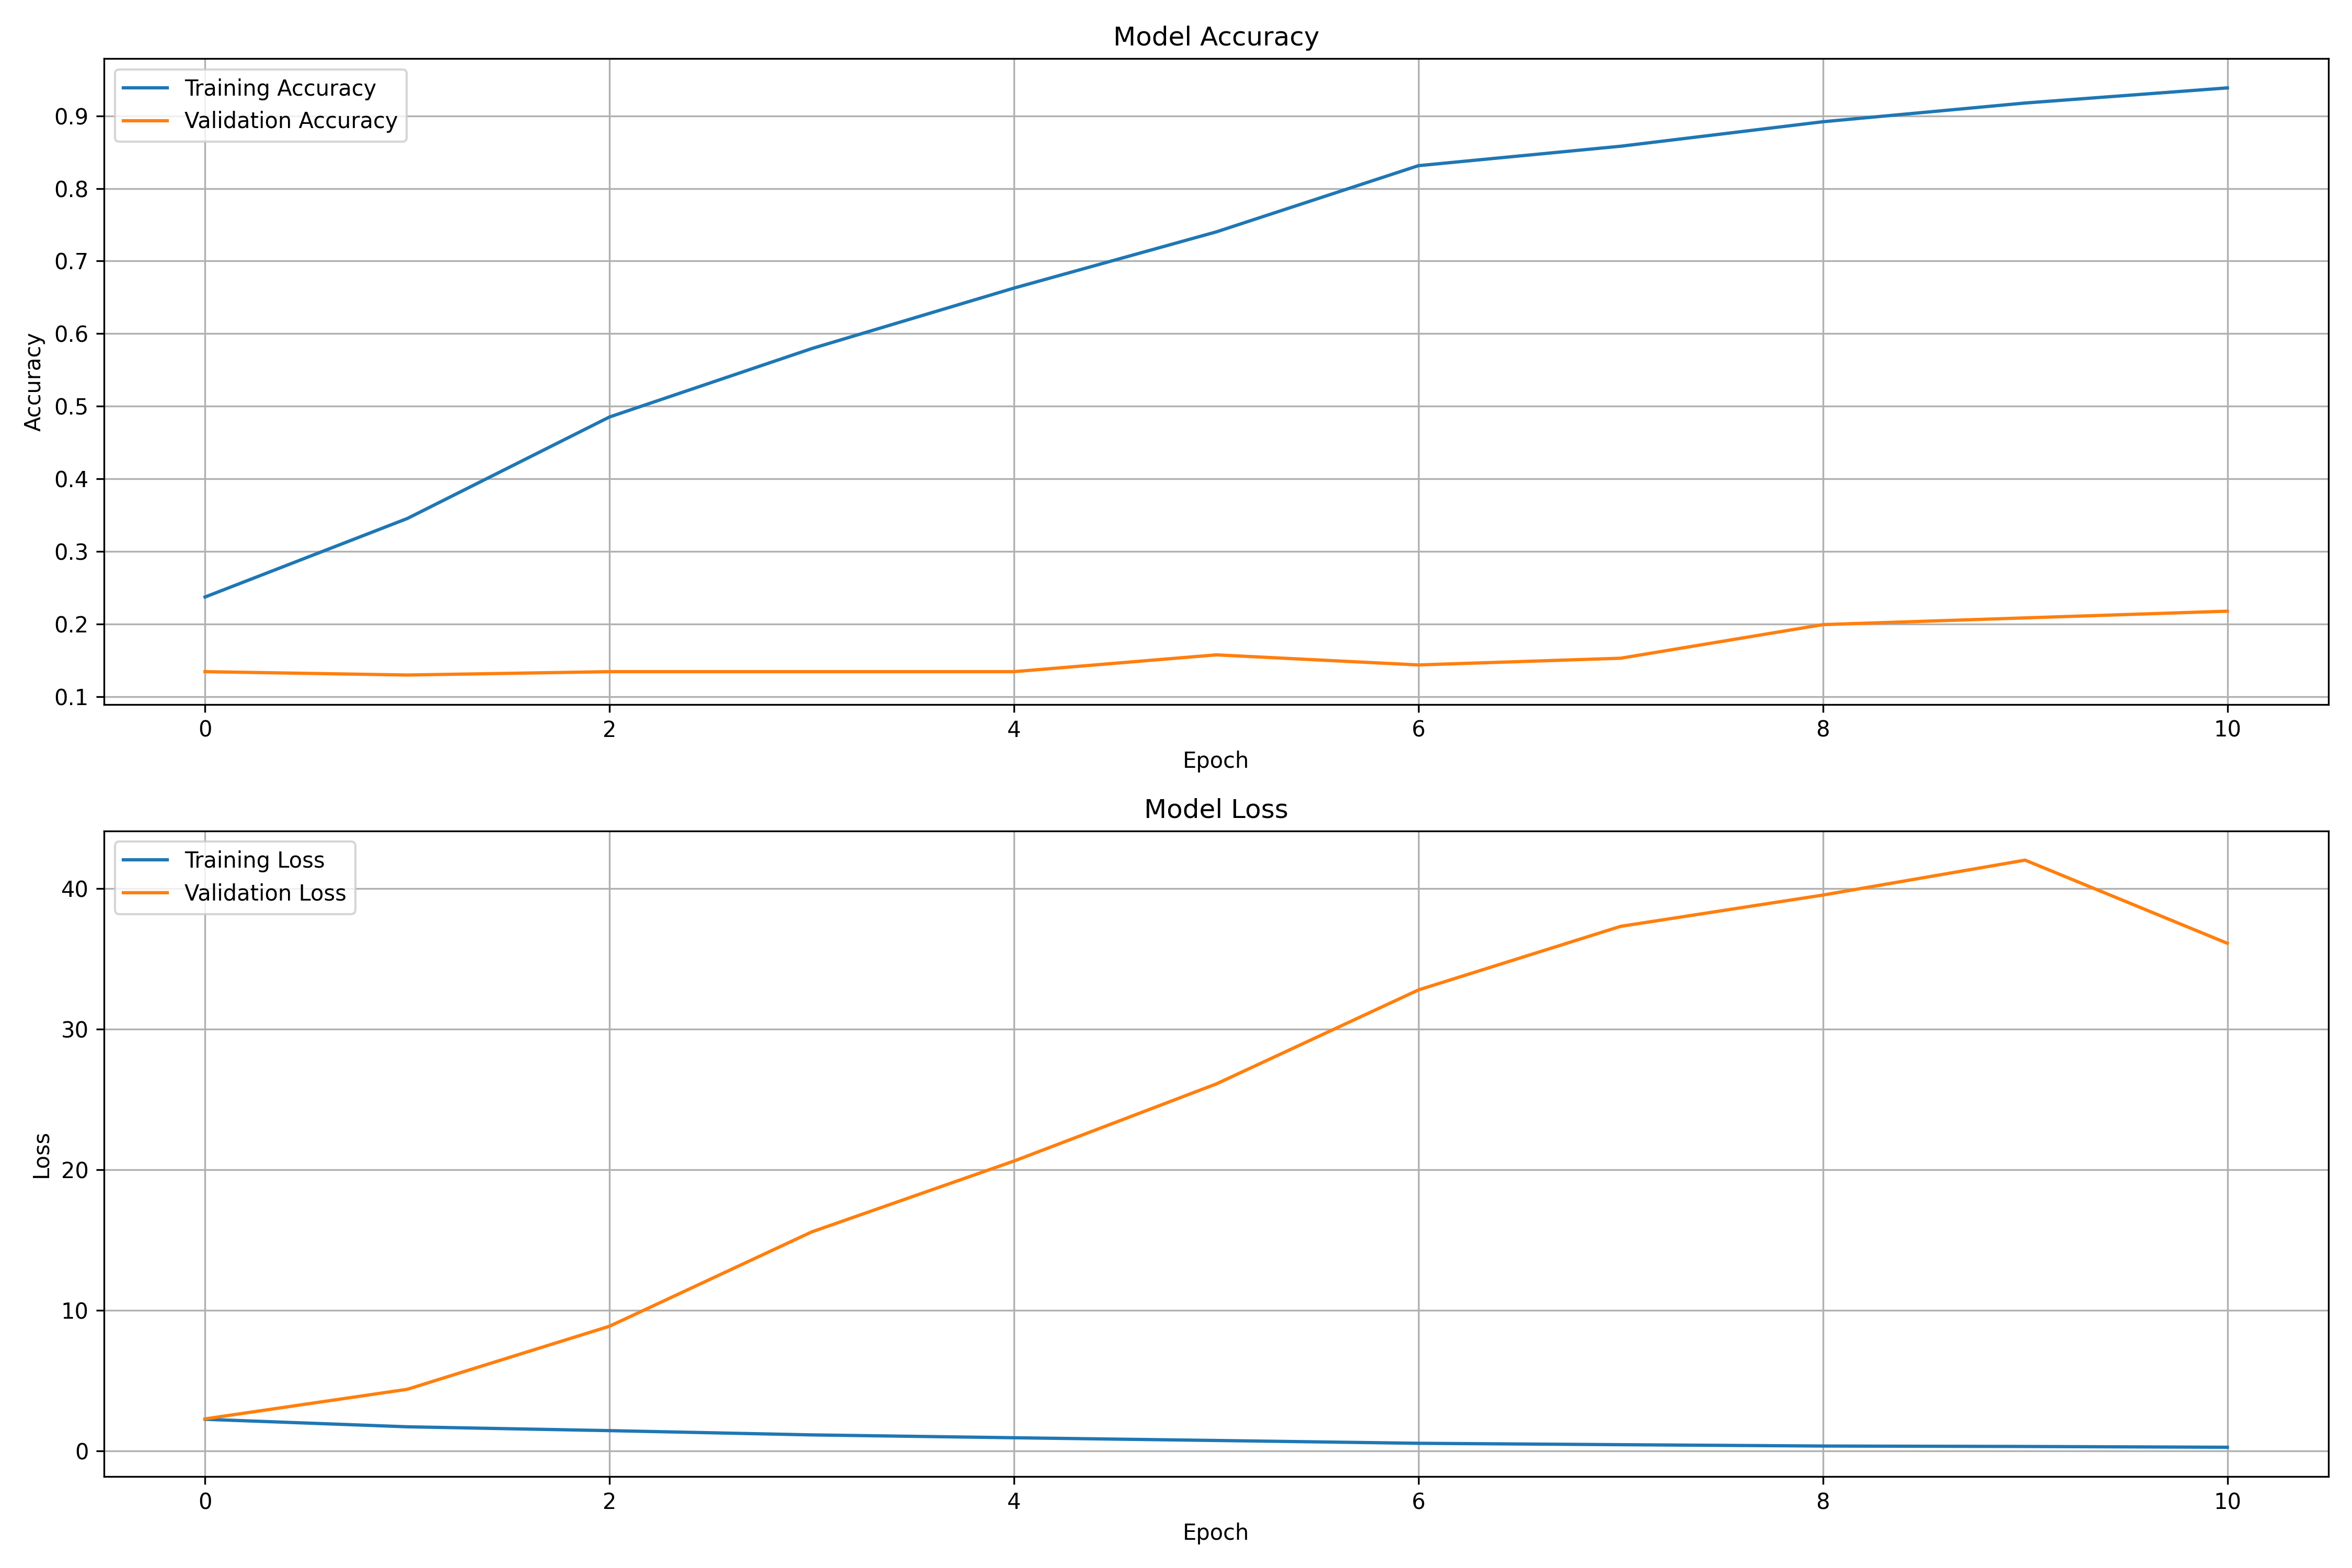 Model Accuracy
Training Accuracy
Validation Accuracy
Accuracy
0.9
0.8
0.7
0.6
0.5
0.4
0.3
0.2
0.1
0 2 4 6 8 10
Epoch
Model Loss
Training Loss
Validation Loss
Loss
40
30
20
10
0
0 2 4 6 8 10
Epoch